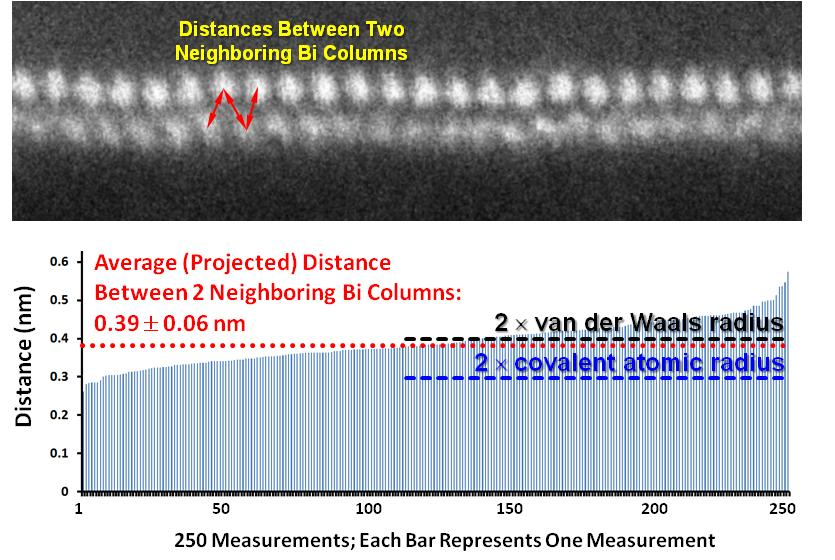 Distances Between Two
Neighboring Bi Columns
Distance (nm)
0.6
0.5
0.4
0.3
0.2
0.1
0
Average (Projected) Distance
Between 2 Neighboring Bi Columns:
0.39 ± 0.06 nm
2 × van der Waals radius
2 × covalent atomic radius
1 50 100 150 200 250
250 Measurements; Each Bar Represents One Measurement